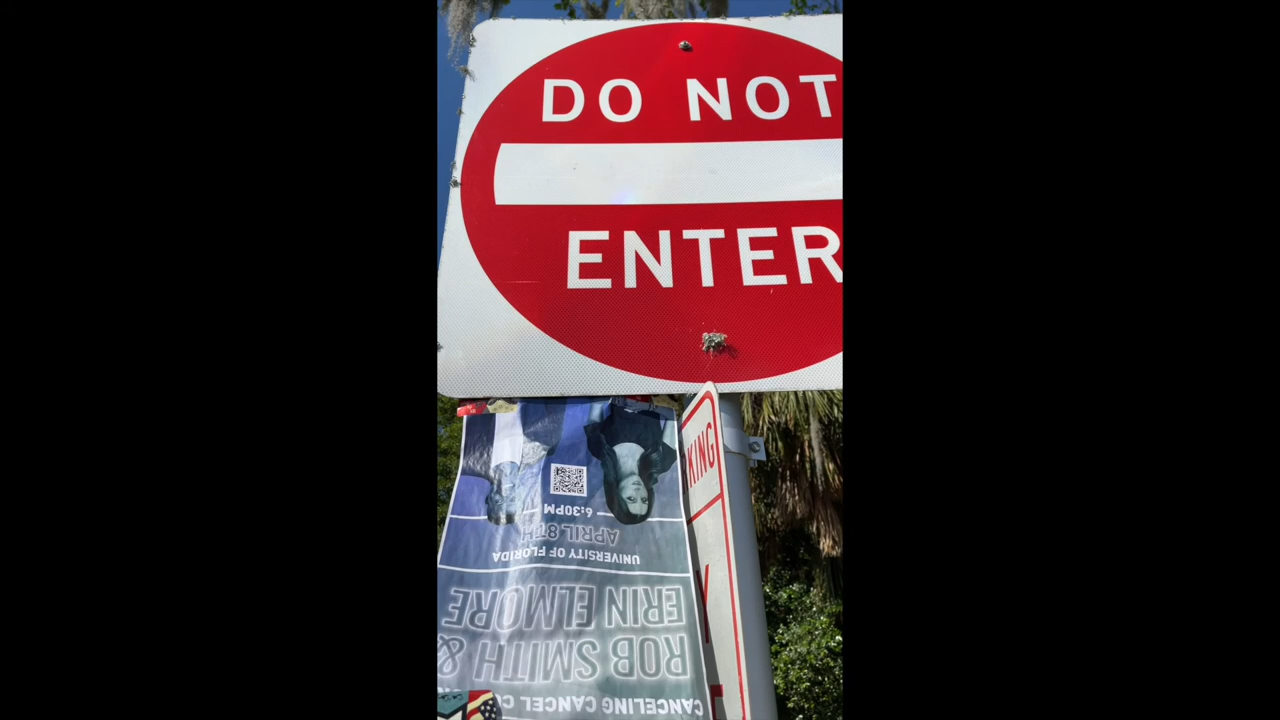 DO NOT
ENTER
KING
CANCELING CANCEL
ROB SMITH &
ERIN ELMORE
UNIVERSITY OF FLORIDA
APRIL 8TH
6:30PM